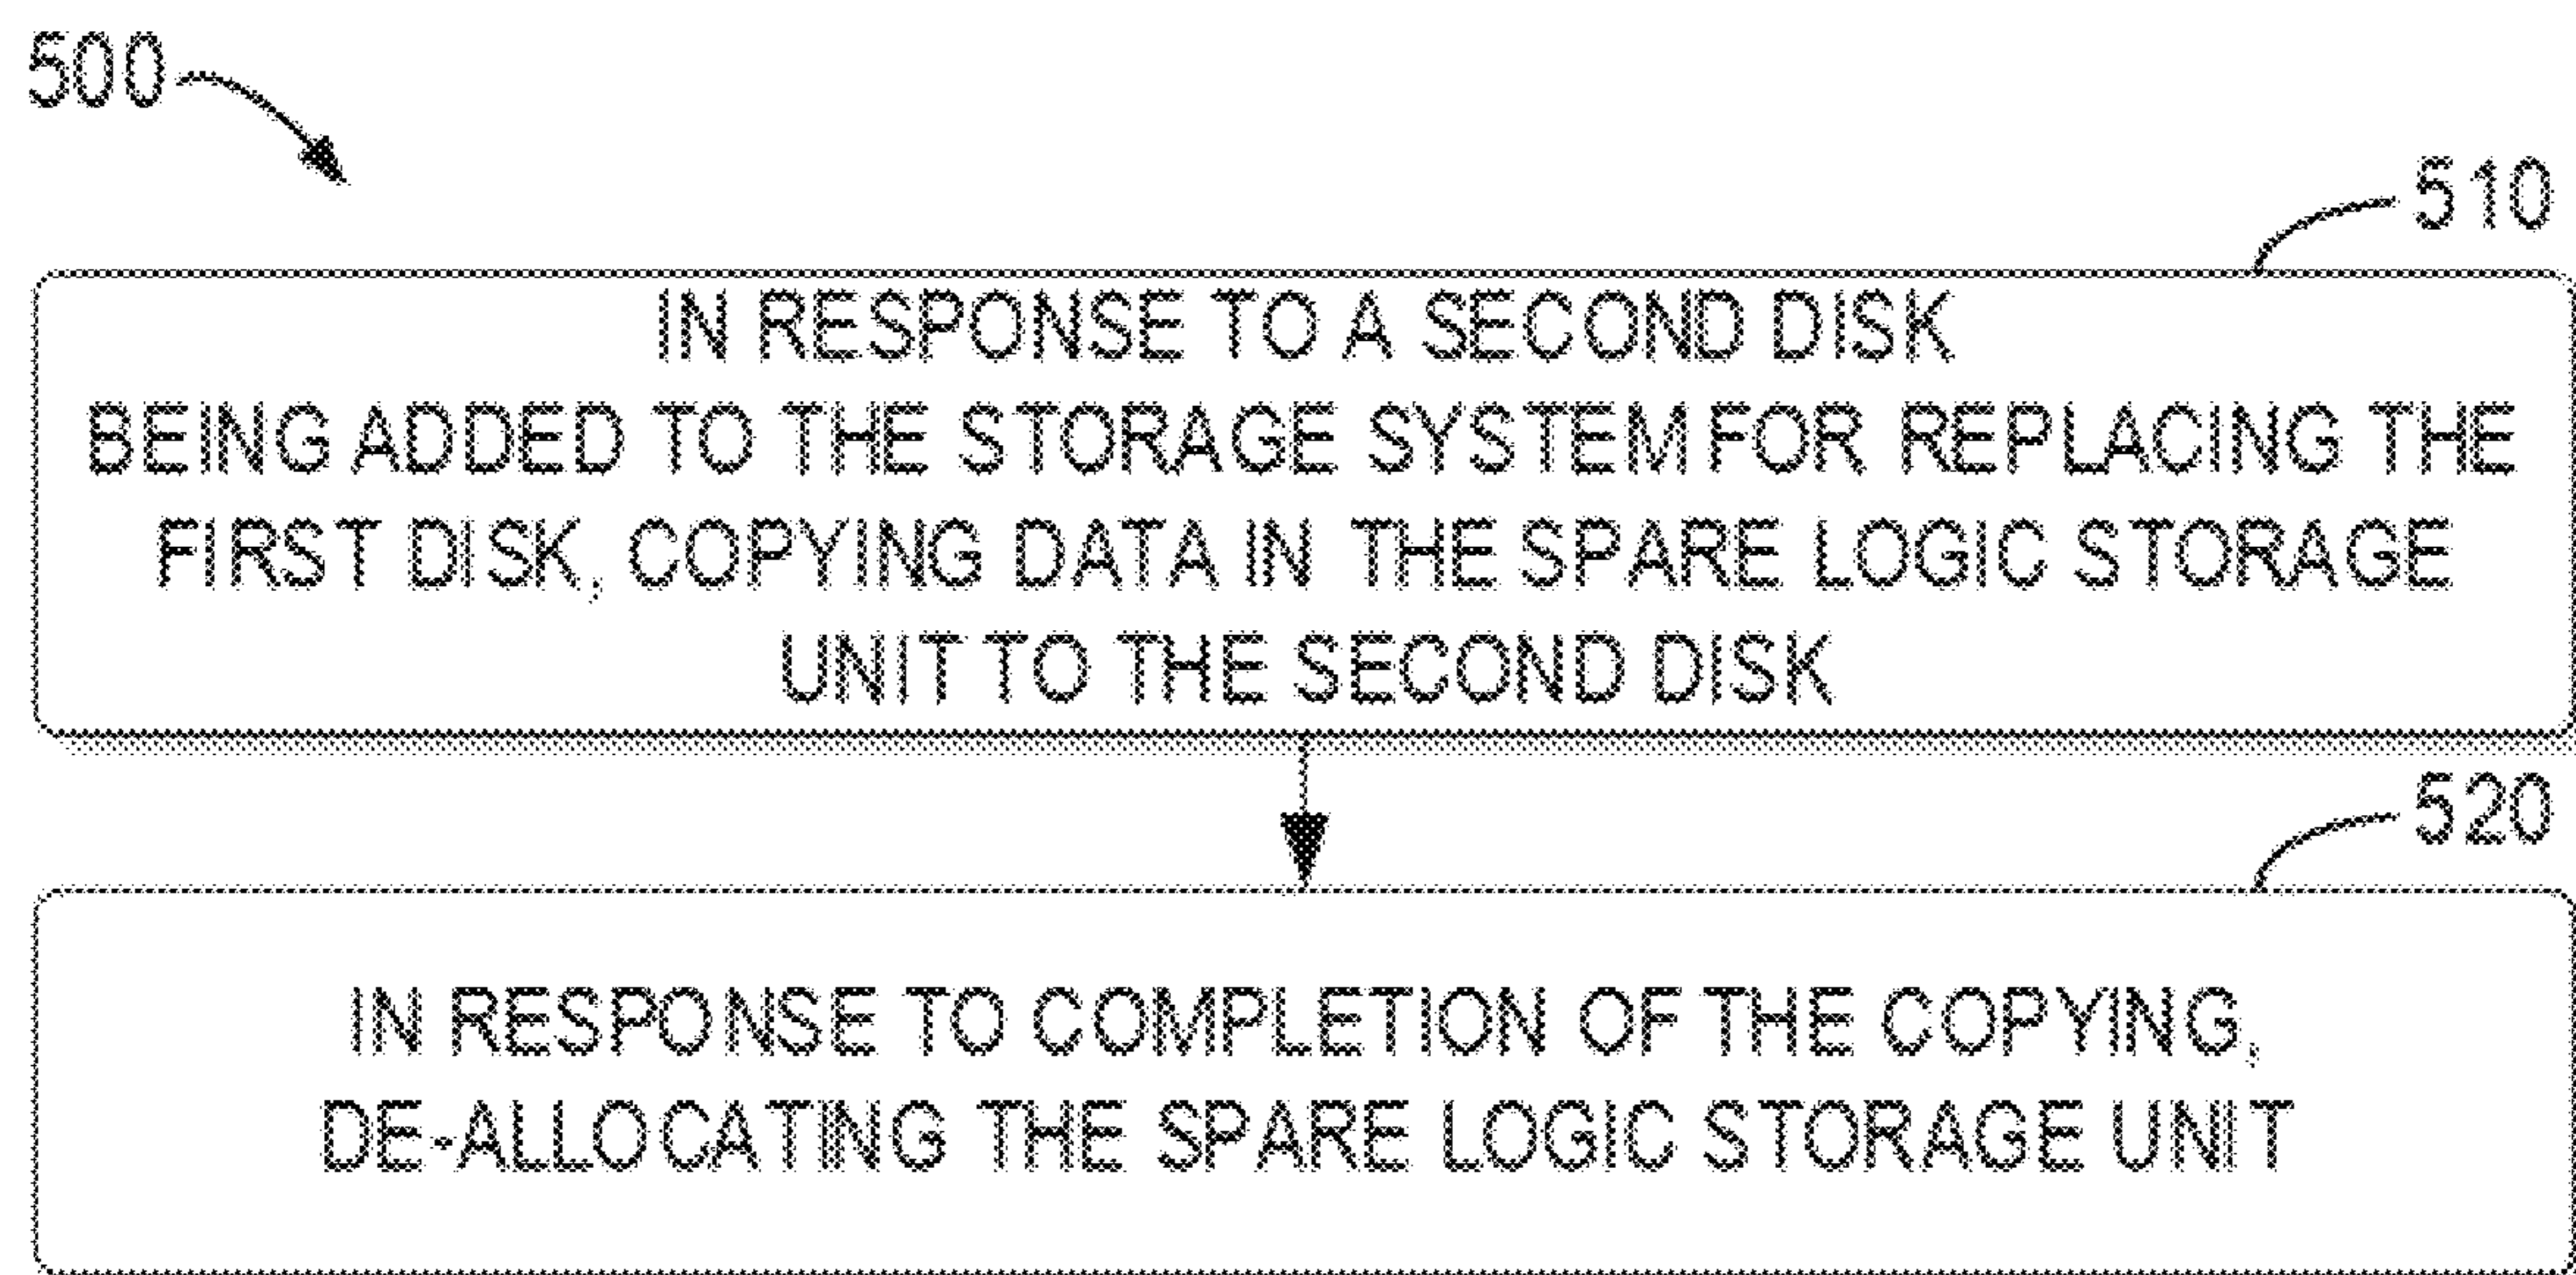 500
510
IN RESPONSE TO A SECOND DISK
BEING ADDED TO THE STORAGE SYSTEM FOR REPLACING THE
FIRST DISK, COPYING DATA IN THE SPARE LOGIC STORAGE
UNIT TO THE SECOND DISK
520
IN RESPONSE TO COMPLETION OF THE COPYING,
DE-ALLOCATING THE SPARE LOGIC STORAGE UNIT